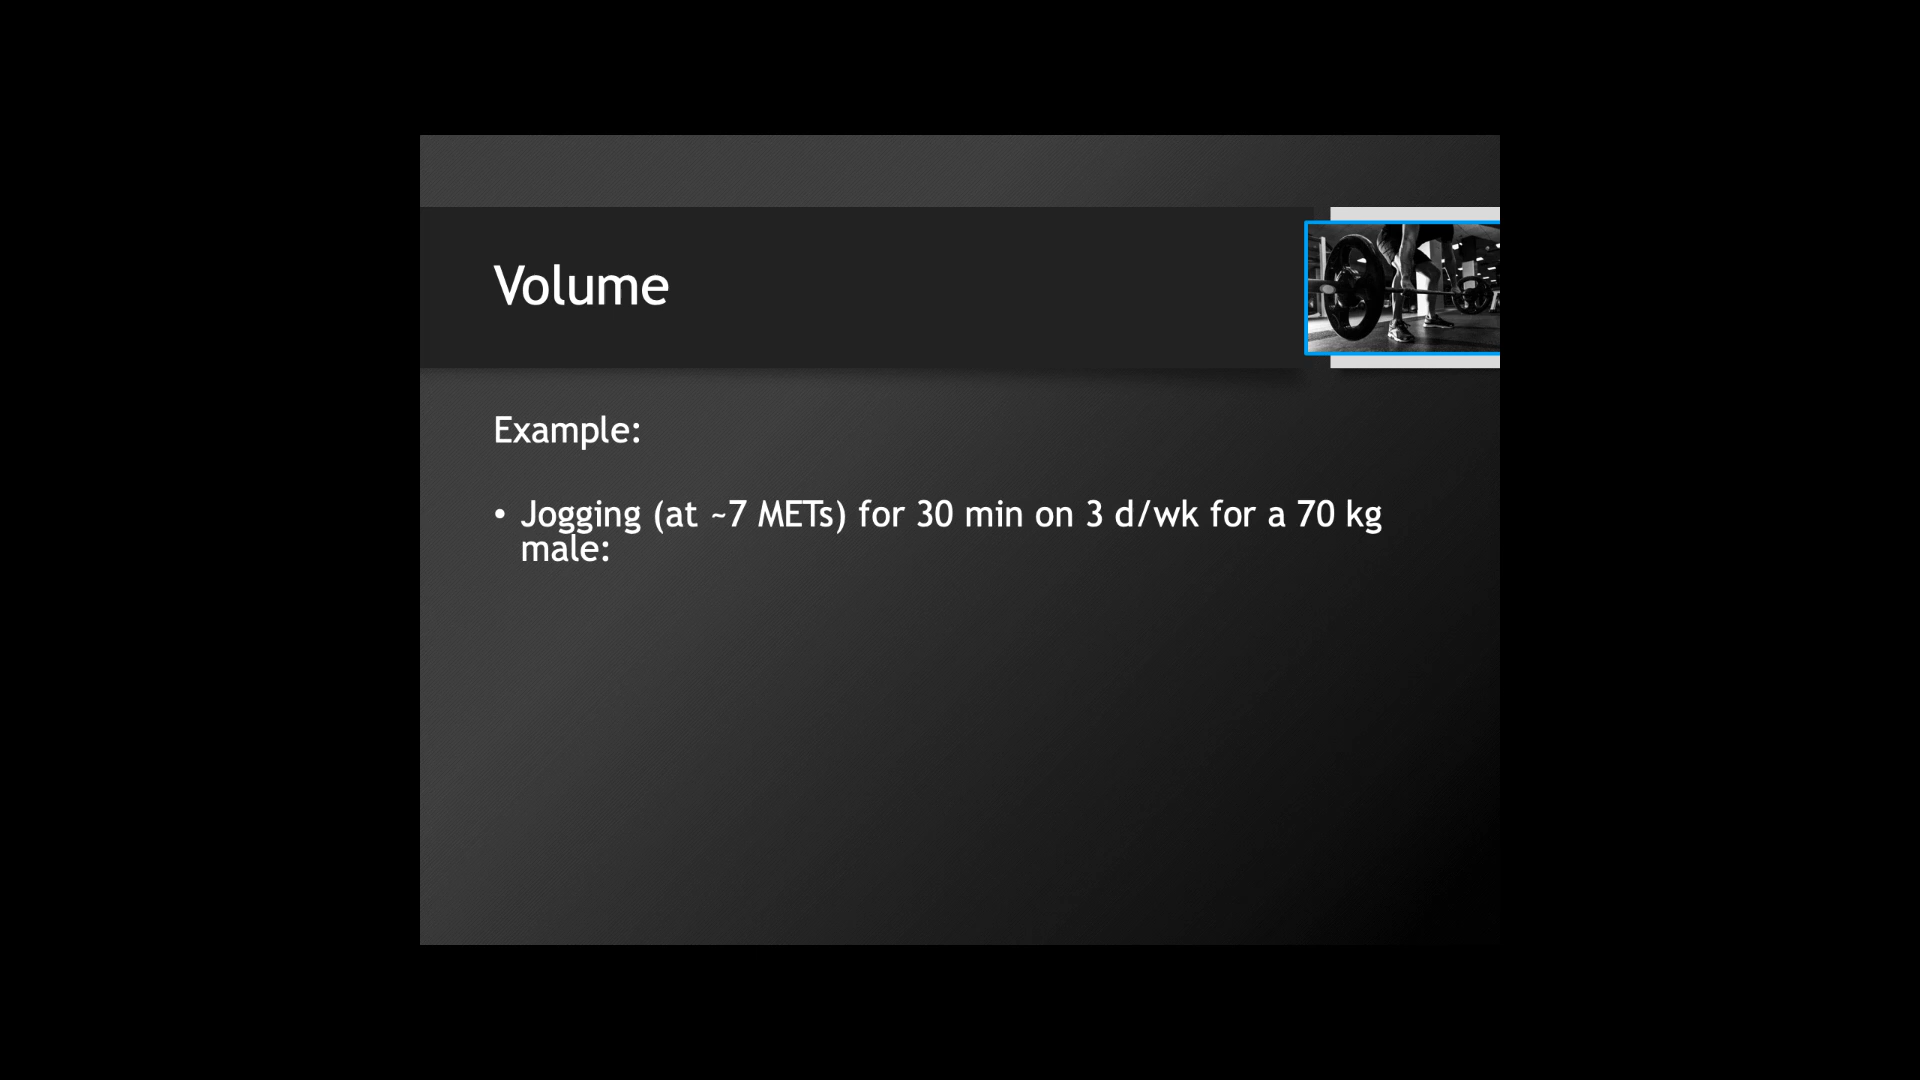 Volume
Example:
• Jogging (at ~7 METs) for 30 min on 3 d/wk for a 70 kg
male: